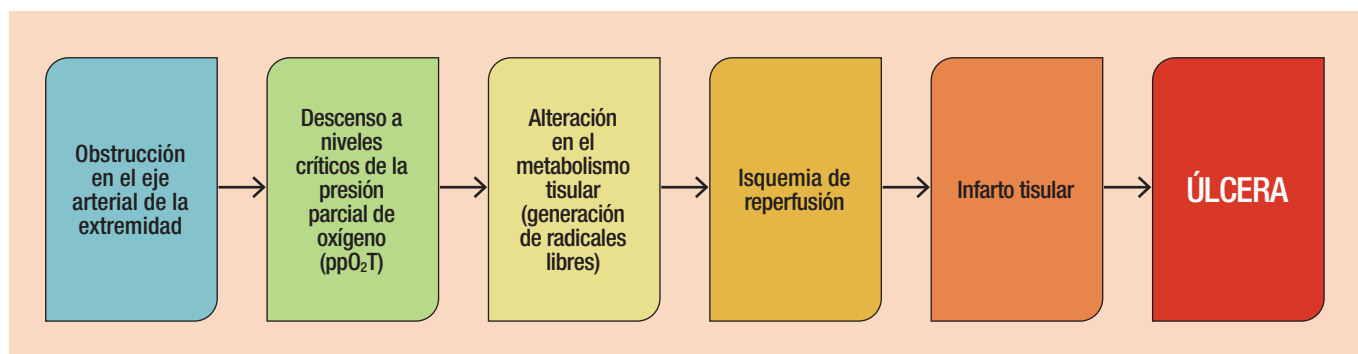 Obstrucción
en el eje
arterial de la
extremidad
Descenso a
niveles
críticos de la
presión
parcial de
oxígeno
(ppO₂T)
Alteración
en el
metabolismo
tisular
(generación
de radicales
libres)
Isquemia de
reperfusión
Infarto tisular
ÚLCERA